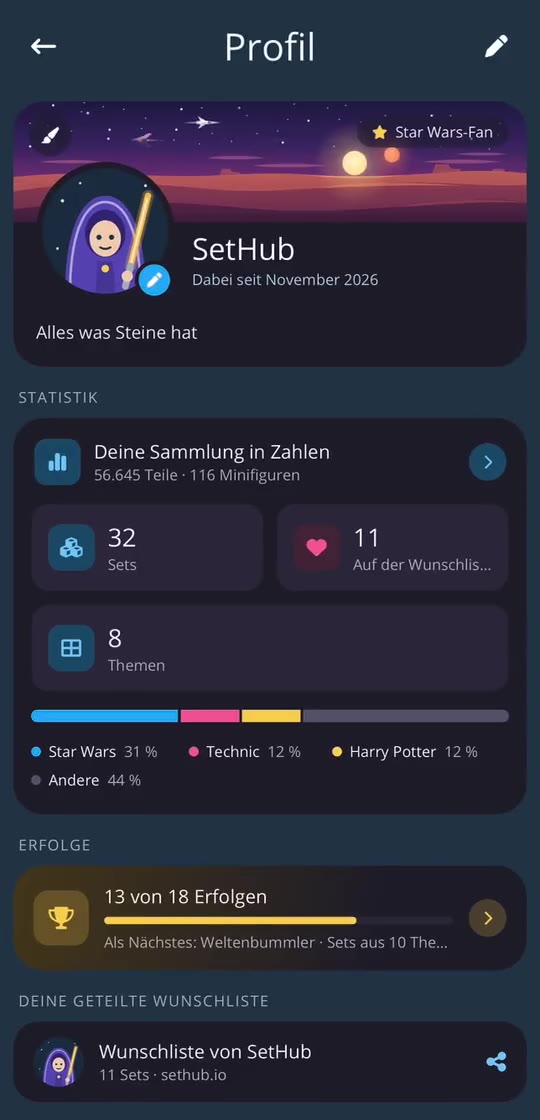 Profil
Star Wars-Fan
SetHub
Dabei seit November 2026
Alles was Steine hat
STATISTIK
Deine Sammlung in Zahlen
56.645 Teile · 116 Minifiguren
32
Sets
11
Auf der Wunschlis...
8
Themen
Star Wars 31 %
Technic 12 %
Harry Potter 12 %
Andere 44 %
ERFOLGE
13 von 18 Erfolgen
Als Nächstes: Weltenbummler · Sets aus 10 The...
DEINE GETEILTE WUNSCHLISTE
Wunschliste von SetHub
11 Sets · sethub.io